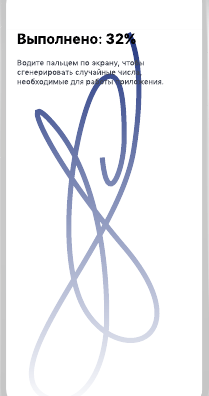 Выполнено: 32%
Водите пальцем по экрану, чтобы
сгенерировать случайные числа,
необходимые для работы приложения.